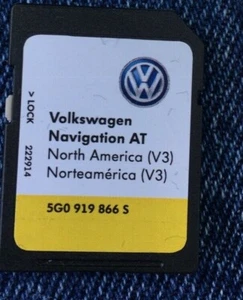 Volkswagen
Navigation AT
North America (V3)
Norteamérica (V3)
5G0 919 866 S
> LOCK
222914